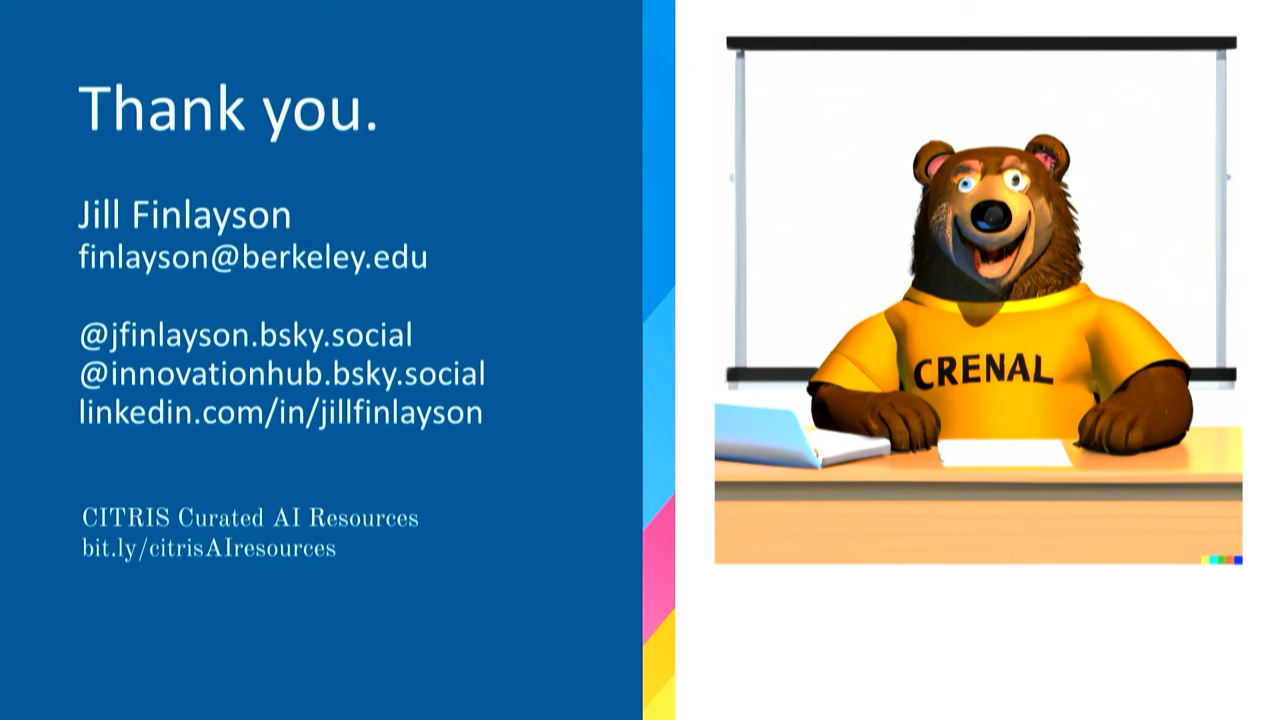 Thank you.
Jill Finlayson
finlayson@berkeley.edu
@jfinlayson.bsky.social
@innovationhub.bsky.social
linkedin.com/in/jillfinlayson
CITRIS Curated AI Resources
bit.ly/citrisAIresources
CRENAL